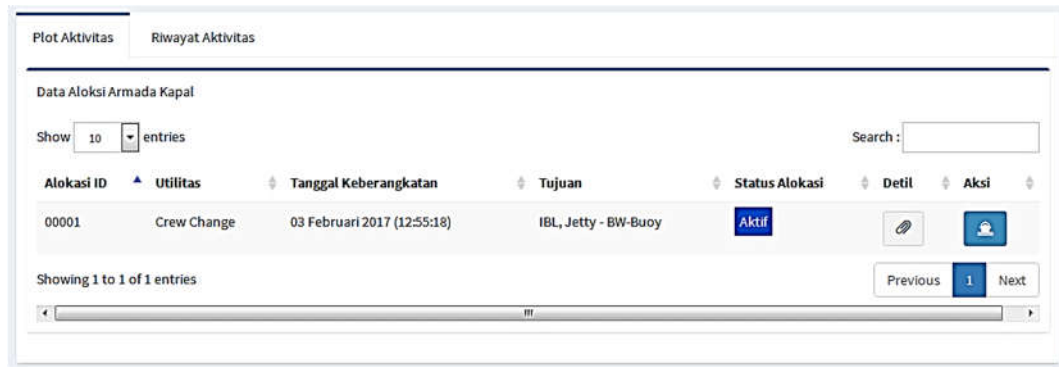 Plot Aktivitas Riwayat Aktivitas
Data Aloksi Armada Kapal
Show 10 entries Search :
Alokasi ID Utilitas Tanggal Keberangkatan Tujuan Status Alokasi Detil Aksi
00001 Crew Change 03 Februari 2017 (12:55:18) IBL, Jetty - BW-Buoy Aktif
Showing 1 to 1 of 1 entries Previous 1 Next